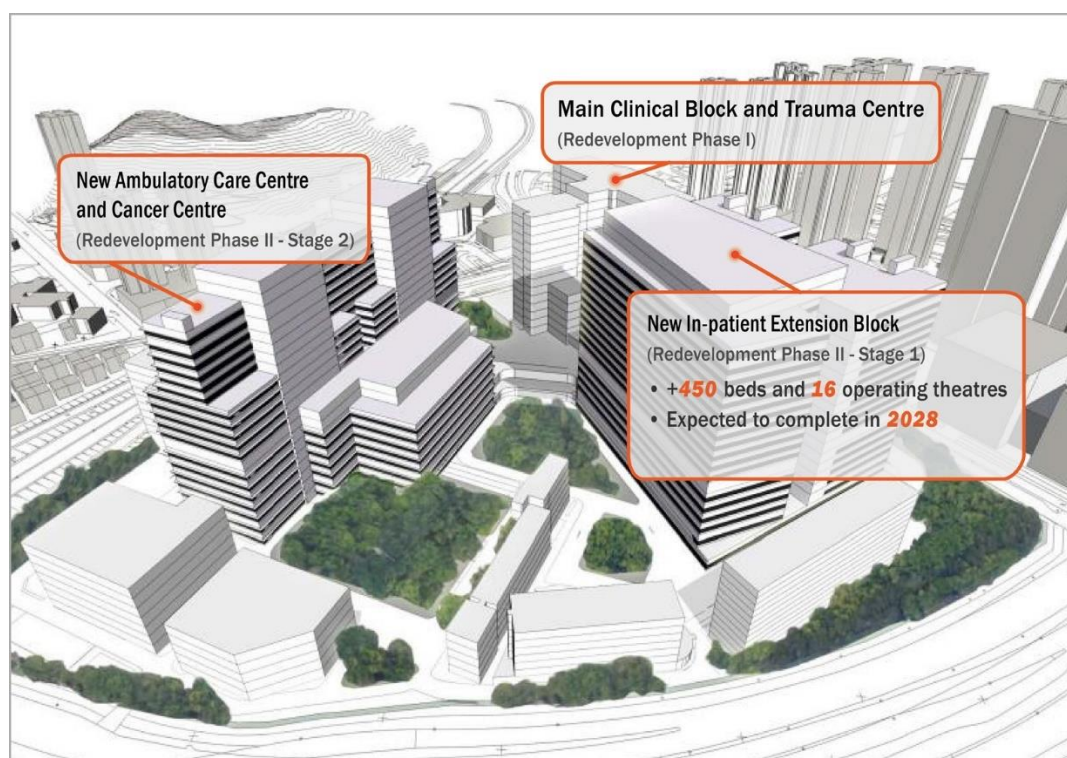 Main Clinical Block and Trauma Centre
(Redevelopment Phase I)
New Ambulatory Care Centre
and Cancer Centre
(Redevelopment Phase II - Stage 2)
New In-patient Extension Block
(Redevelopment Phase II - Stage 1)
• +450 beds and 16 operating theatres
• Expected to complete in 2028